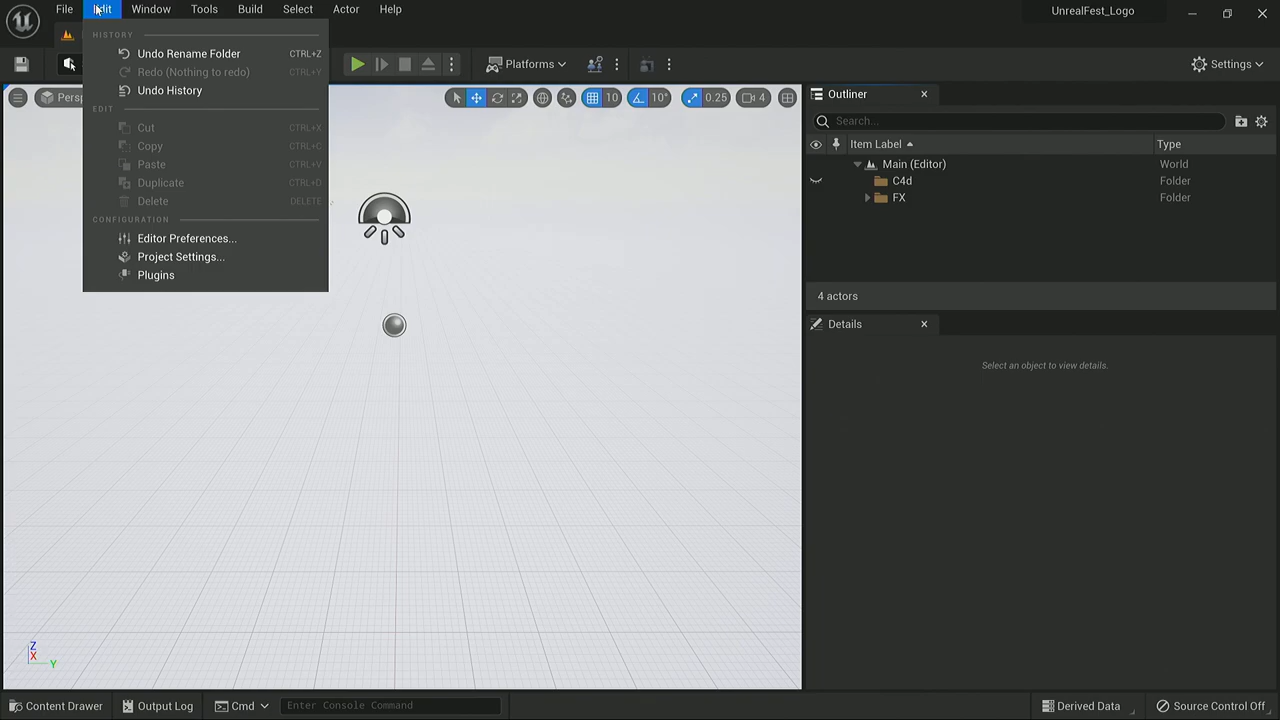 File Edit Window Tools Build Select Actor Help
UnrealFest_Logo
HISTORY
Undo Rename Folder CTRL+Z
Redo (Nothing to redo) CTRL+Y
Undo History
EDIT
Cut CTRL+X
Copy CTRL+C
Paste CTRL+V
Duplicate CTRL+D
Delete DELETE
CONFIGURATION
Editor Preferences...
Project Settings...
Plugins
Platforms
Settings
Persp
10
10°
0.25
4
Outliner
Search...
Item Label Type
Main (Editor) World
C4d Folder
FX Folder
4 actors
Details
Select an object to view details.
Z
X
Y
Content Drawer Output Log Cmd Enter Console Command Derived Data Source Control Off